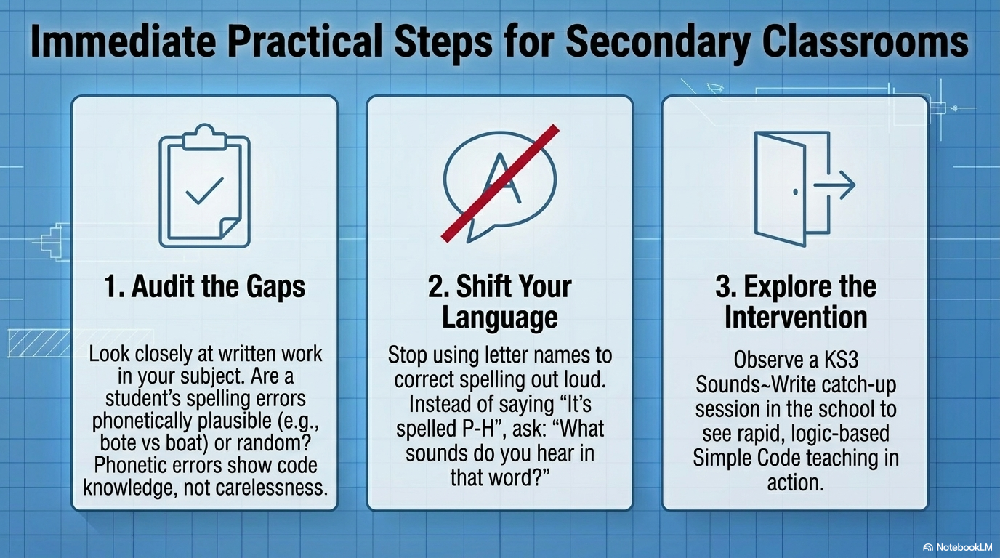 Immediate Practical Steps for Secondary Classrooms
A
1. Audit the Gaps
Look closely at written work
in your subject. Are a
student’s spelling errors
phonetically plausible (e.g.,
bote vs boat) or random?
Phonetic errors show code
knowledge, not carelessness.
2. Shift Your
Language
Stop using letter names to
correct spelling out loud.
Instead of saying “It’s
spelled P-H”, ask: “What
sounds do you hear in
that word?”
3. Explore the
Intervention
Observe a KS3
Sounds~Write catch-up
session in the school to
see rapid, logic-based
Simple Code teaching in
action.
NotebookLM